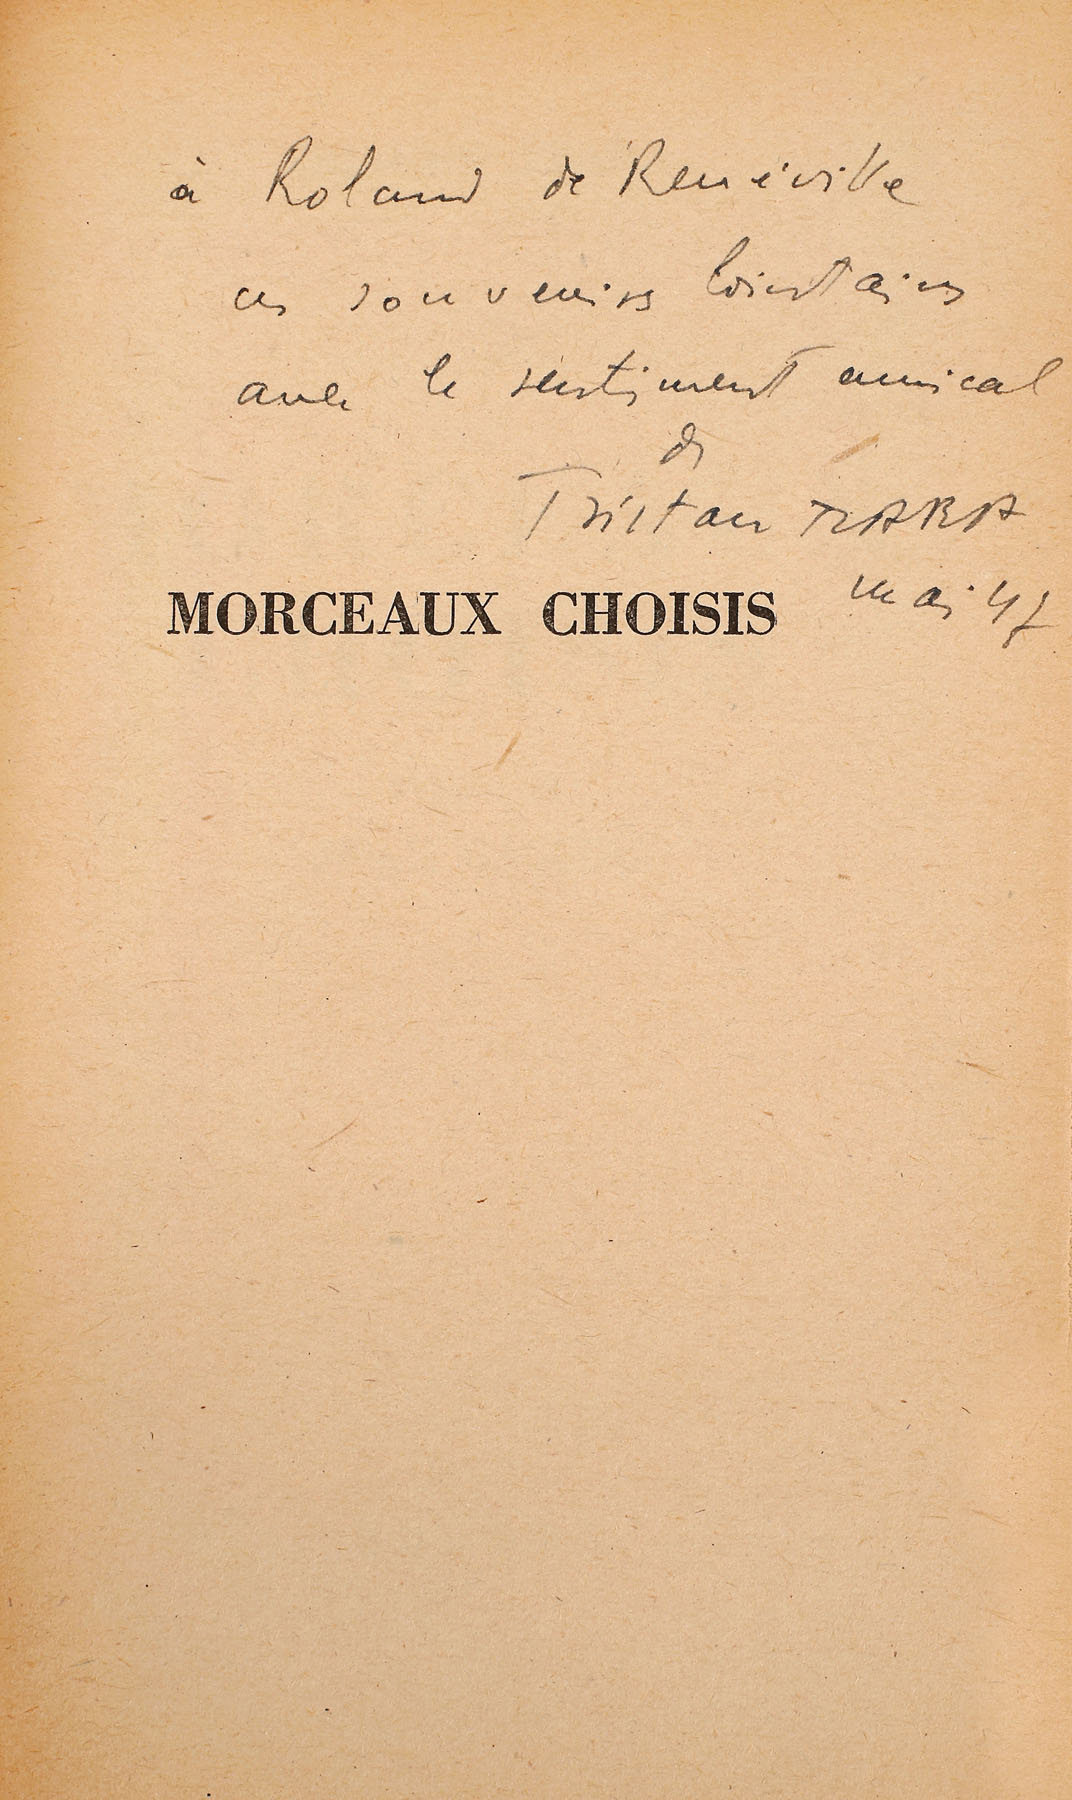 à Roland de Renéville
ces souvenirs lointains
avec le sentiment amical
de
Tristan TZARA
mai 47
MORCEAUX CHOISIS